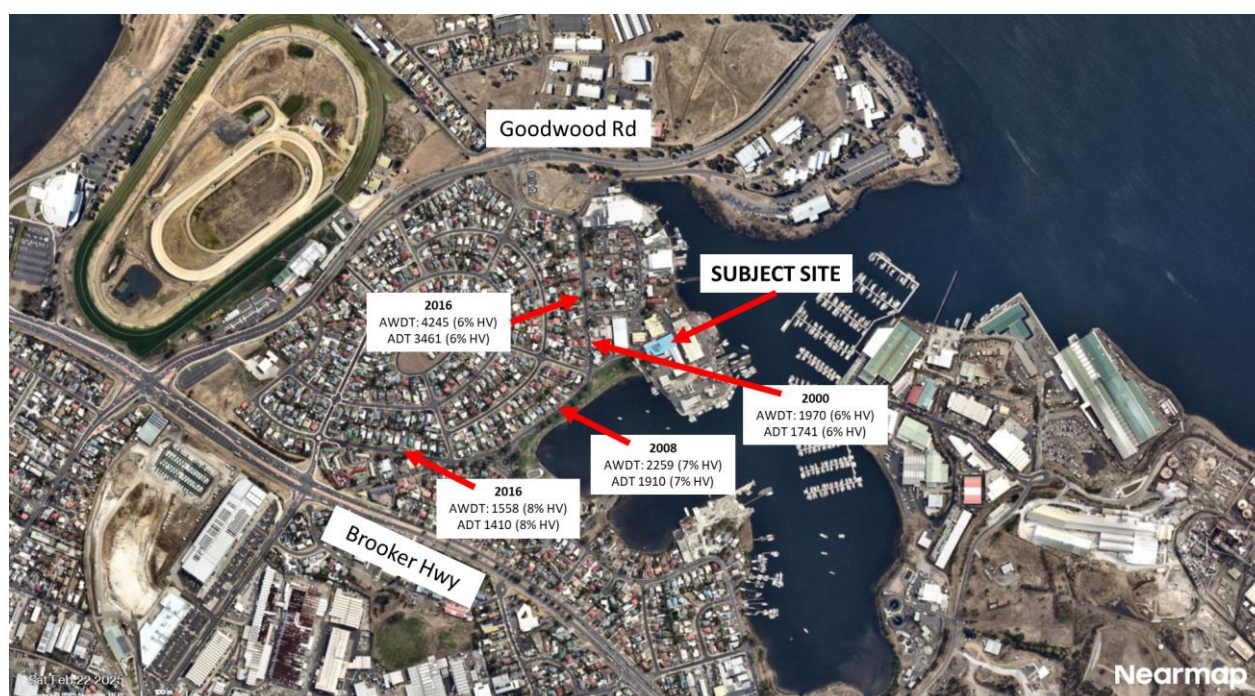 Goodwood Rd
SUBJECT SITE
2016
AWDT: 4245 (6% HV)
ADT 3461 (6% HV)
2000
AWDT: 1970 (6% HV)
ADT 1741 (6% HV)
2008
AWDT: 2259 (7% HV)
ADT 1910 (7% HV)
2016
AWDT: 1558 (8% HV)
ADT 1410 (8% HV)
Brooker Hwy
Sat Feb 22 2025
100 m
Nearmap